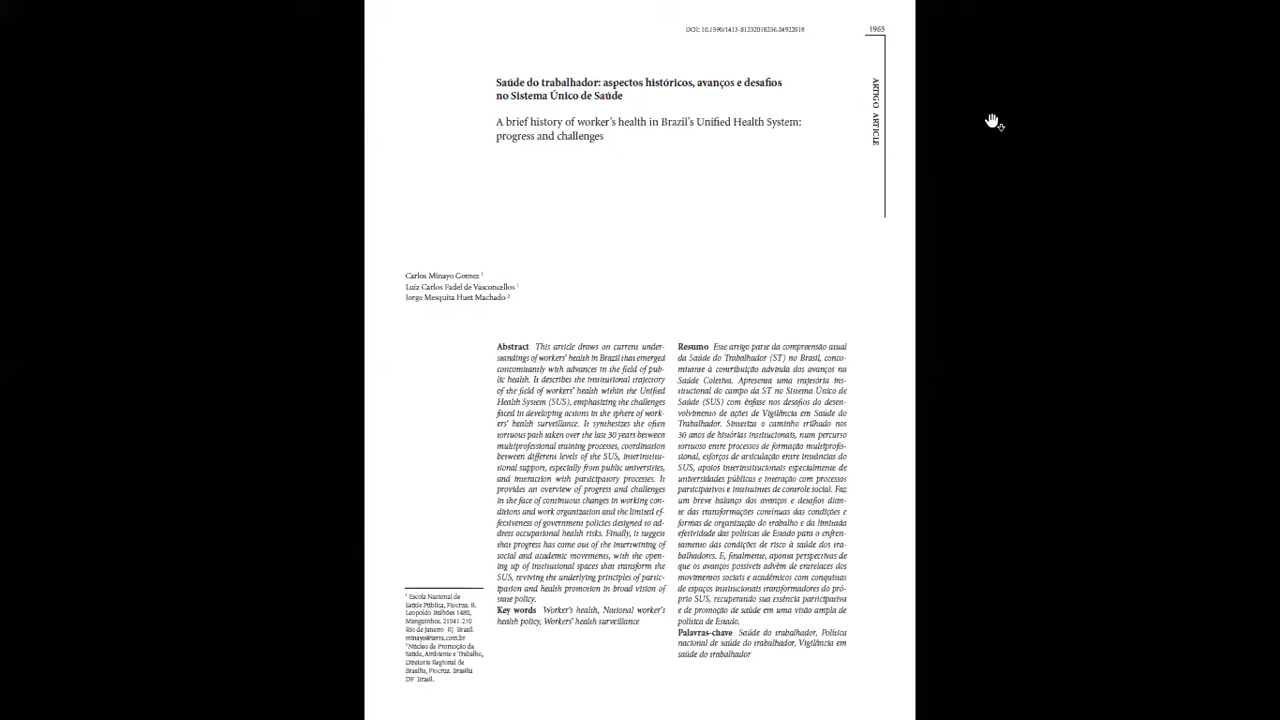 DOI: 10.1590/1413-81232018236.04922018
1963
ARTIGO ARTICLE
Saúde do trabalhador: aspectos históricos, avanços e desafios
no Sistema Único de Saúde
A brief history of worker's health in Brazil's Unified Health System:
progress and challenges
Carlos Minayo Gomez 1
Luiz Carlos Fadel de Vasconcellos 1
Jorge Mesquita Huet Machado 2
Abstract This article draws on current under-
standings of workers' health in Brazil that emerged
concomitantly with advances in the field of pub-
lic health. It describes the institutional trajectory
of the field of workers' health within the Unified
Health System (SUS), emphasizing the challenges
faced in developing actions in the sphere of work-
ers' health surveillance. It synthesizes the often
tortuous path taken over the last 30 years between
multiprofessional training processes, coordination
between different levels of the SUS, interinstitu-
tional support, especially from public universities,
and interaction with participatory processes. It
provides an overview of progress and challenges
in the face of continuous changes in working con-
ditions and work organization and the limited ef-
fectiveness of government policies designed to ad-
dress occupational health risks. Finally, it suggest
that progress has come out of the intertwining of
social and academic movements, with the open-
ing up of institutional spaces that transform the
SUS, reviving the underlying principles of partic-
ipation and health promotion in broad vision of
state policy.
Key words Worker's health, National worker's
health policy, Workers' health surveillance
Resumo Esse artigo parte da compreensão atual
da Saúde do Trabalhador (ST) no Brasil, conco-
mitante à contribuição advinda dos avanços na
Saúde Coletiva. Apresenta uma trajetória ins-
titucional do campo da ST no Sistema Único de
Saúde (SUS) com ênfase nos desafios do desen-
volvimento de ações de Vigilância em Saúde do
Trabalhador. Sintetiza o caminho trilhado nos
30 anos de histórias institucionais, num percurso
tortuoso entre processos de formação multiprofis-
sional, esforços de articulação entre instâncias do
SUS, apoios interinstitucionais especialmente de
universidades públicas e interação com processos
participativos e instituintes de controle social. Faz
um breve balanço dos avanços e desafios dian-
te das transformações contínuas das condições e
formas de organização do trabalho e da limitada
efetividade das políticas de Estado para o enfren-
tamento das condições de risco à saúde dos tra-
balhadores. E, finalmente, aponta perspectivas de
que os avanços possíveis advêm de entrelaces dos
movimentos sociais e acadêmicos com conquistas
de espaços institucionais transformadores do pró-
prio SUS, recuperando sua essência participativa
e de promoção de saúde em uma visão ampla de
política de Estado.
Palavras-chave Saúde do trabalhador, Política
nacional de saúde do trabalhador, Vigilância em
saúde do trabalhador
1 Escola Nacional de
Saúde Pública, Fiocruz. R.
Leopoldo Bulhões 1480,
Manguinhos. 21041-210
Rio de Janeiro RJ Brasil.
minayo@terra.com.br
2 Núcleo de Promoção da
Saúde, Ambiente e Trabalho,
Diretoria Regional de
Brasília, Fiocruz. Brasília
DF Brasil.